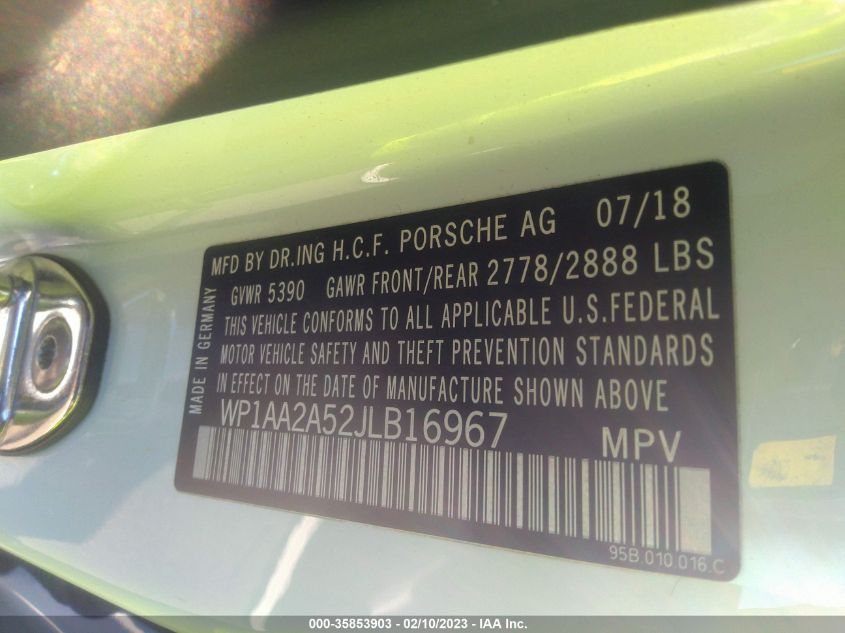 MFD BY DR.ING H.C.F. PORSCHE AG 07/18
GVWR 5390 GAWR FRONT/REAR 2778/2888 LBS
THIS VEHICLE CONFORMS TO ALL APPLICABLE U.S.FEDERAL
MOTOR VEHICLE SAFETY AND THEFT PREVENTION STANDARDS
IN EFFECT ON THE DATE OF MANUFACTURE SHOWN ABOVE
MADE IN GERMANY
WP1AA2A52JLB16967 MPV
95B.010.016.C
000-35853903 - 02/10/2023 - IAA Inc.